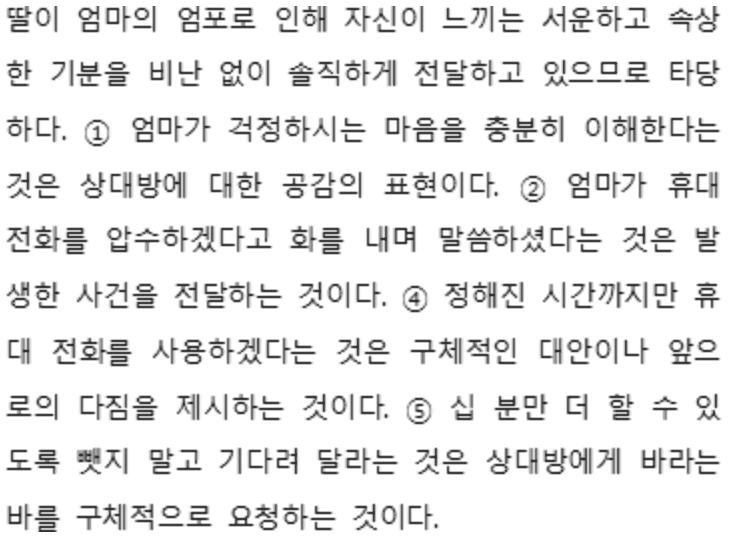 딸이 엄마의 엄포로 인해 자신이 느끼는 서운하고 속상
한 기분을 비난 없이 솔직하게 전달하고 있으므로 타당
하다. ① 엄마가 걱정하시는 마음을 충분히 이해한다는
것은 상대방에 대한 공감의 표현이다. ② 엄마가 휴대
전화를 압수하겠다고 화를 내며 말씀하셨다는 것은 발
생한 사건을 전달하는 것이다. ④ 정해진 시간까지만 휴
대 전화를 사용하겠다는 것은 구체적인 대안이나 앞으
로의 다짐을 제시하는 것이다. ⑤ 십 분만 더 할 수 있
도록 뺏지 말고 기다려 달라는 것은 상대방에게 바라는
바를 구체적으로 요청하는 것이다.